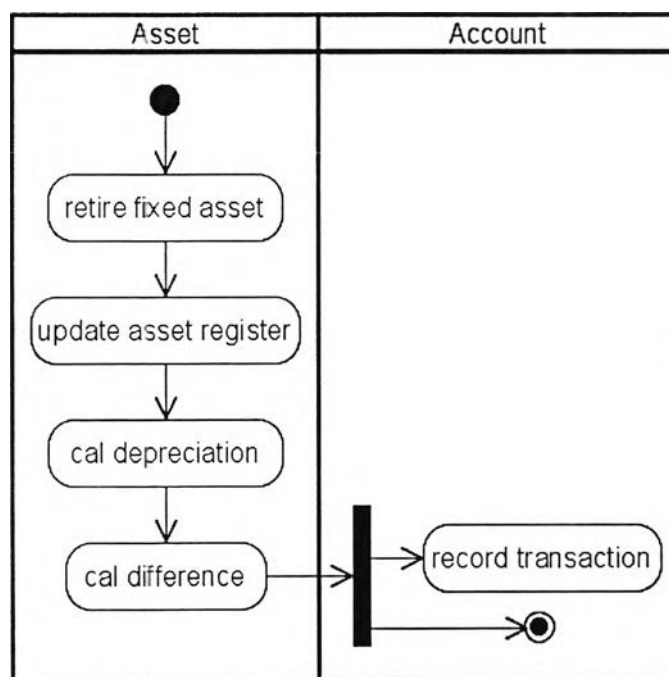 Asset
Account
retire fixed asset
update asset register
cal depreciation
cal difference
record transaction